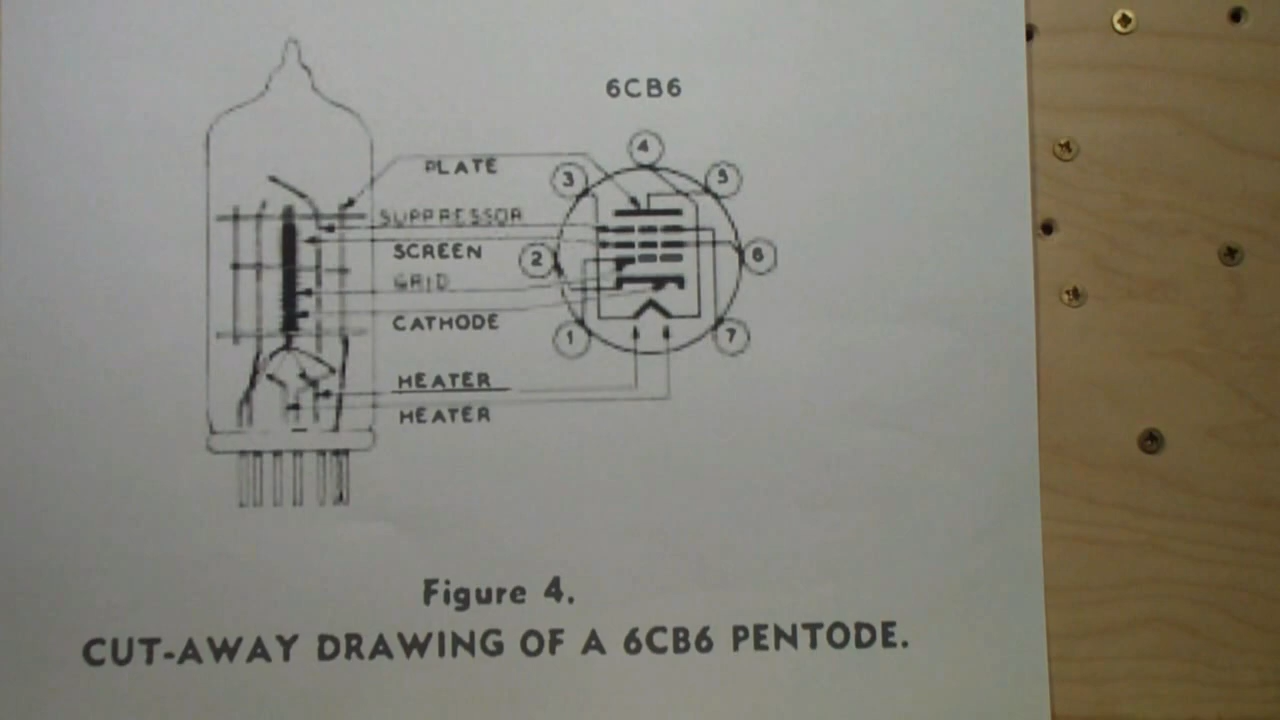 6CB6
4
3
5
PLATE
SUPPRESSOR
SCREEN
2
6
GRID
CATHODE
1
7
HEATER
HEATER
Figure 4.
CUT-AWAY DRAWING OF A 6CB6 PENTODE.